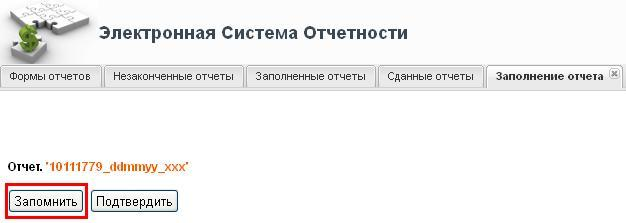 Электронная Система Отчетности
Формы отчетов Незаконченные отчеты Заполненные отчеты Сданные отчеты Заполнение отчета
Отчет. '10111779_ddmmyy_xxx'
Запомнить Подтвердить